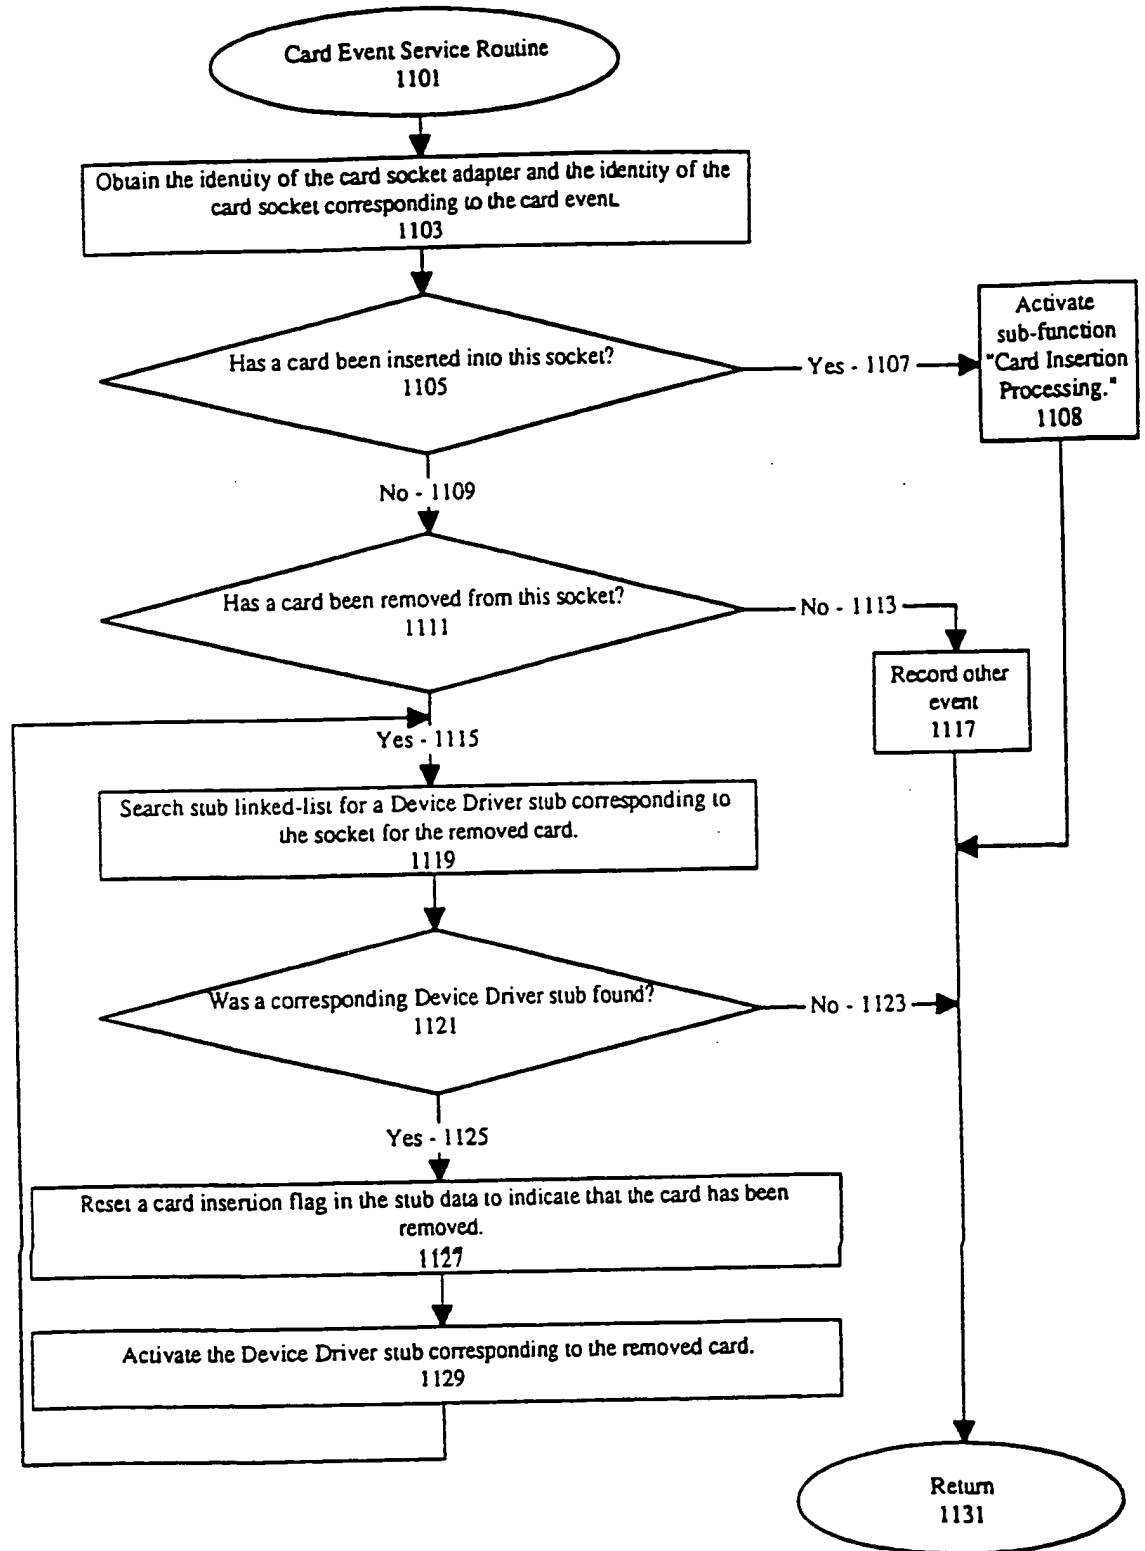 Card Event Service Routine
1101
Obtain the identity of the card socket adapter and the identity of the
card socket corresponding to the card event.
1103
Has a card been inserted into this socket?
1105
Yes - 1107
Activate
sub-function
"Card Insertion
Processing."
1108
No - 1109
Has a card been removed from this socket?
1111
No - 1113
Record other
event
1117
Yes - 1115
Search stub linked-list for a Device Driver stub corresponding to
the socket for the removed card.
1119
Was a corresponding Device Driver stub found?
1121
No - 1123
Yes - 1125
Reset a card insertion flag in the stub data to indicate that the card has been
removed.
1127
Activate the Device Driver stub corresponding to the removed card.
1129
Return
1131